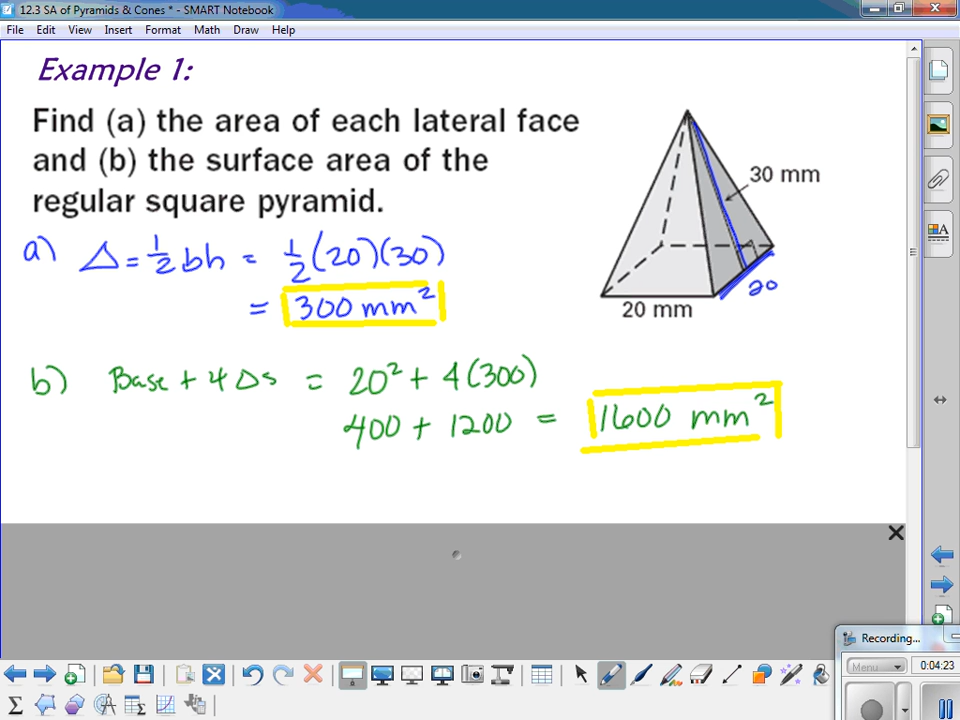 12.3 SA of Pyramids & Cones * - SMART Notebook
File Edit View Insert Format Math Draw Help
Example 1:
Find (a) the area of each lateral face
and (b) the surface area of the
regular square pyramid.
30 mm
20
20 mm
a) △ = 1/2 bh = 1/2 (20)(30)
= 300 mm²
b) Base + 4 △s = 20² + 4(300)
400 + 1200 = 1600 mm²
Recording...
Menu
0:04:23